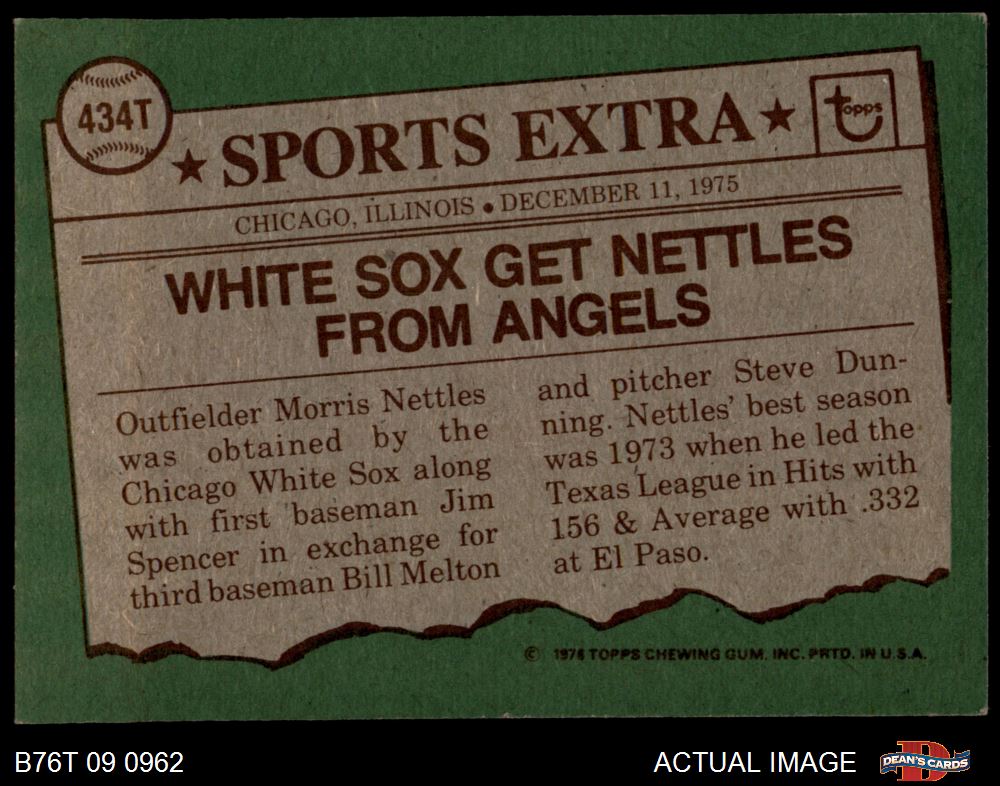 434T
★ SPORTS EXTRA ★
topps
CHICAGO, ILLINOIS • DECEMBER 11, 1975
WHITE SOX GET NETTLES
FROM ANGELS
Outfielder Morris Nettles
was obtained by the
Chicago White Sox along
with first baseman Jim
Spencer in exchange for
third baseman Bill Melton
and pitcher Steve Dun-
ning. Nettles' best season
was 1973 when he led the
Texas League in Hits with
156 & Average with .332
at El Paso.
© 1976 TOPPS CHEWING GUM, INC. PRTD. IN U.S.A.
B76T 09 0962
ACTUAL IMAGE
D
DEAN'S CARDS